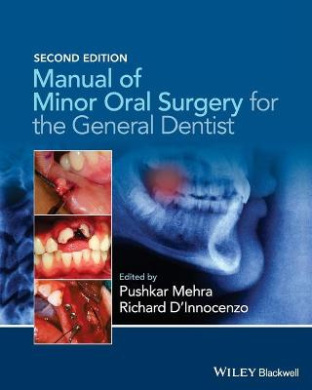 SECOND EDITION
Manual of
Minor Oral Surgery for
the General Dentist
Edited by
Pushkar Mehra
Richard D'Innocenzo
WILEY Blackwell